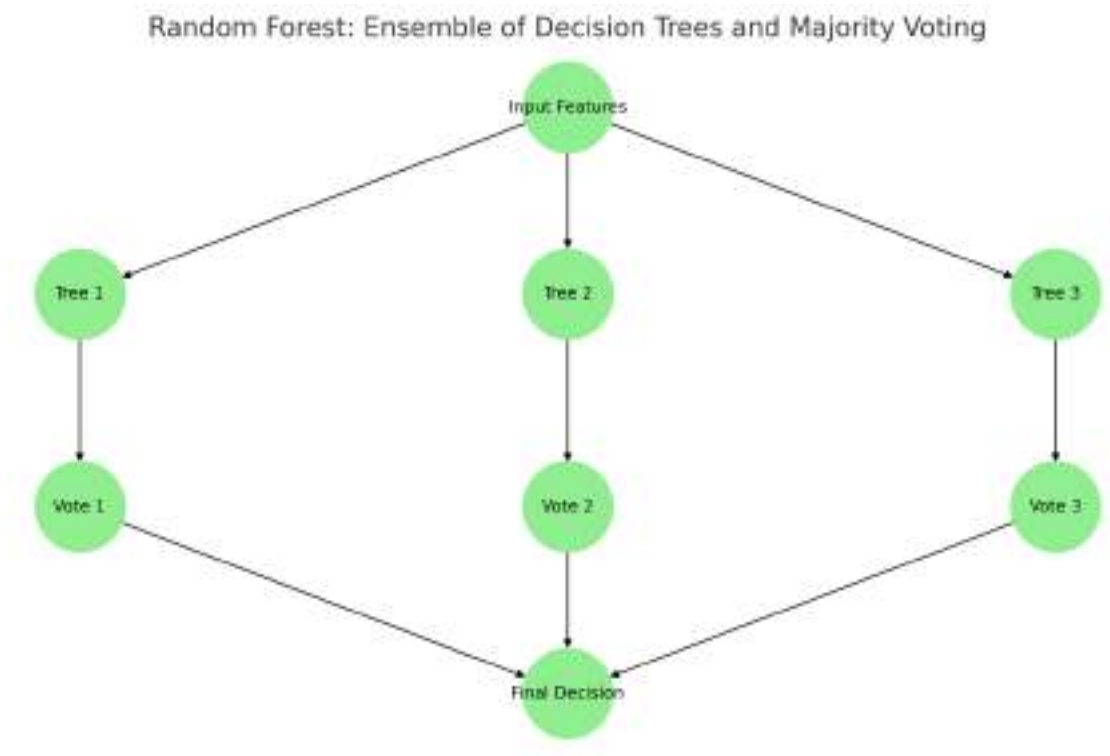 Random Forest: Ensemble of Decision Trees and Majority Voting
Input Features
Tree 1
Tree 2
Tree 3
Vote 1
Vote 2
Vote 3
Final Decision